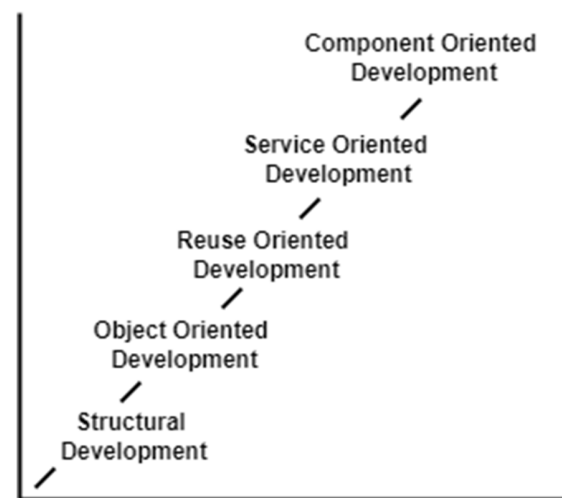 Component Oriented
Development
Service Oriented
Development
Reuse Oriented
Development
Object Oriented
Development
Structural
Development